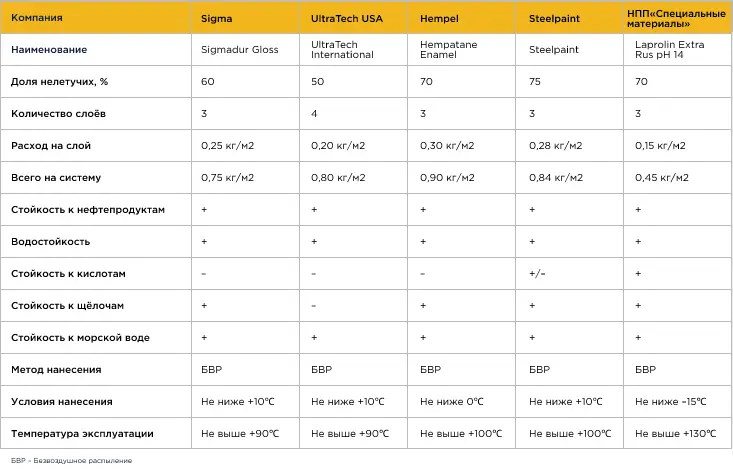 Компания Sigma UltraTech USA Hempel Steelpaint НПП«Специальные материалы»
Наименование Sigmadur Gloss UltraTech International Hempatane Enamel Steelpaint Laprolin Extra Rus pH 14
Доля нелетучих, % 60 50 70 75 70
Количество слоёв 3 4 3 3 3
Расход на слой 0,25 кг/м2 0,20 кг/м2 0,30 кг/м2 0,28 кг/м2 0,15 кг/м2
Всего на систему 0,75 кг/м2 0,80 кг/м2 0,90 кг/м2 0,84 кг/м2 0,45 кг/м2
Стойкость к нефтепродуктам + + + + +
Водостойкость + + + + +
Стойкость к кислотам – – – +/– +
Стойкость к щёлочам + – + + +
Стойкость к морской воде + + + + +
Метод нанесения БВР БВР БВР БВР БВР
Условия нанесения Не ниже +10℃ Не ниже +10℃ Не ниже 0℃ Не ниже +10℃ Не ниже –15℃
Температура эксплуатации Не выше +90℃ Не выше +90℃ Не выше +100℃ Не выше +100℃ Не выше +130℃
БВР – Безвоздушное распыление